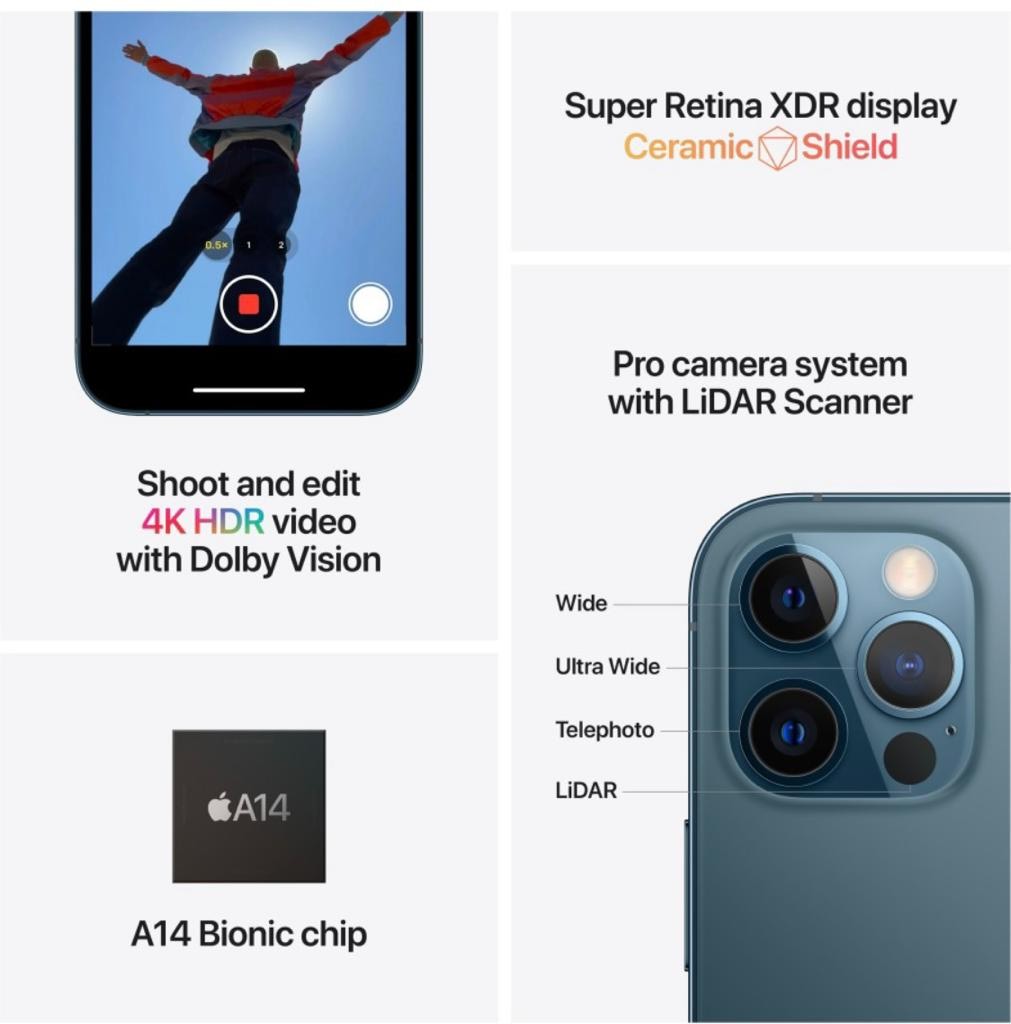 0.5× 1 2
Shoot and edit
4K HDR video
with Dolby Vision
A14
A14 Bionic chip
Super Retina XDR display
Ceramic Shield
Pro camera system
with LiDAR Scanner
Wide
Ultra Wide
Telephoto
LiDAR